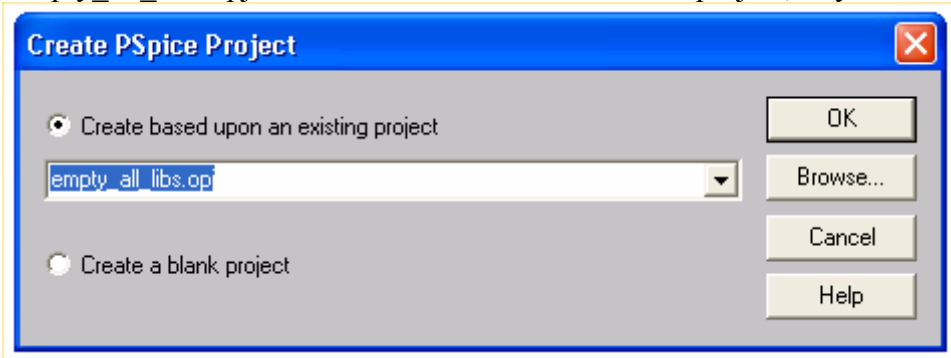 Create PSpice Project
Create based upon an existing project
OK
empty_all_libs.opj
Browse...
Cancel
Create a blank project
Help